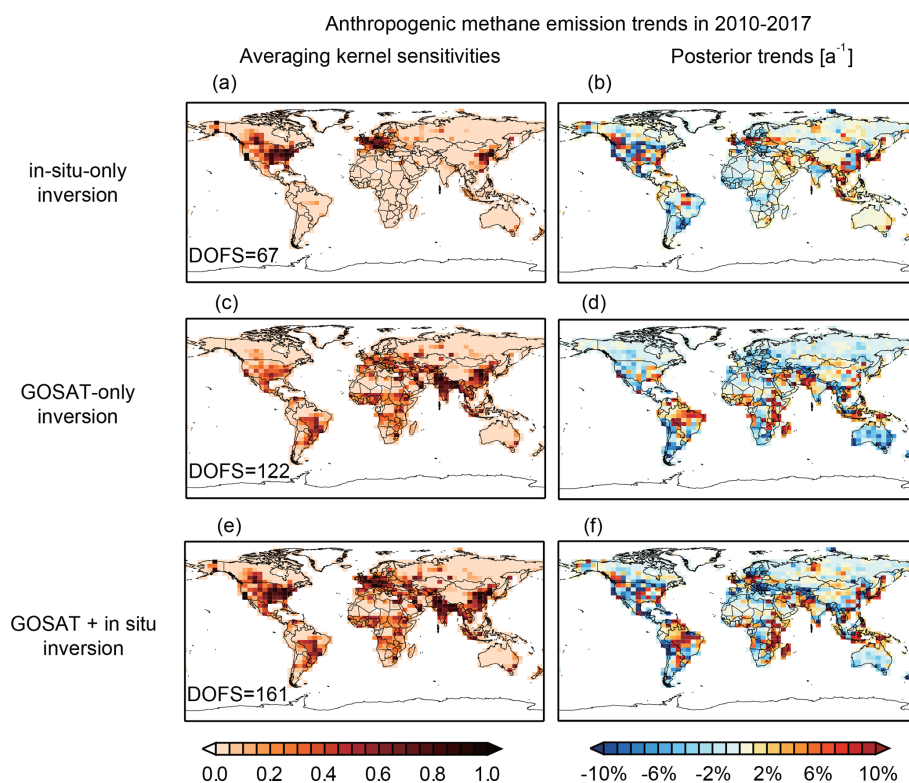 Anthropogenic methane emission trends in 2010-2017
Averaging kernel sensitivities
Posterior trends [a⁻¹]
(a)
(b)
in-situ-only
inversion
DOFS=67
(c)
(d)
GOSAT-only
inversion
DOFS=122
(e)
(f)
GOSAT + in situ
inversion
DOFS=161
0.0 0.2 0.4 0.6 0.8 1.0
-10% -6% -2% 2% 6% 10%